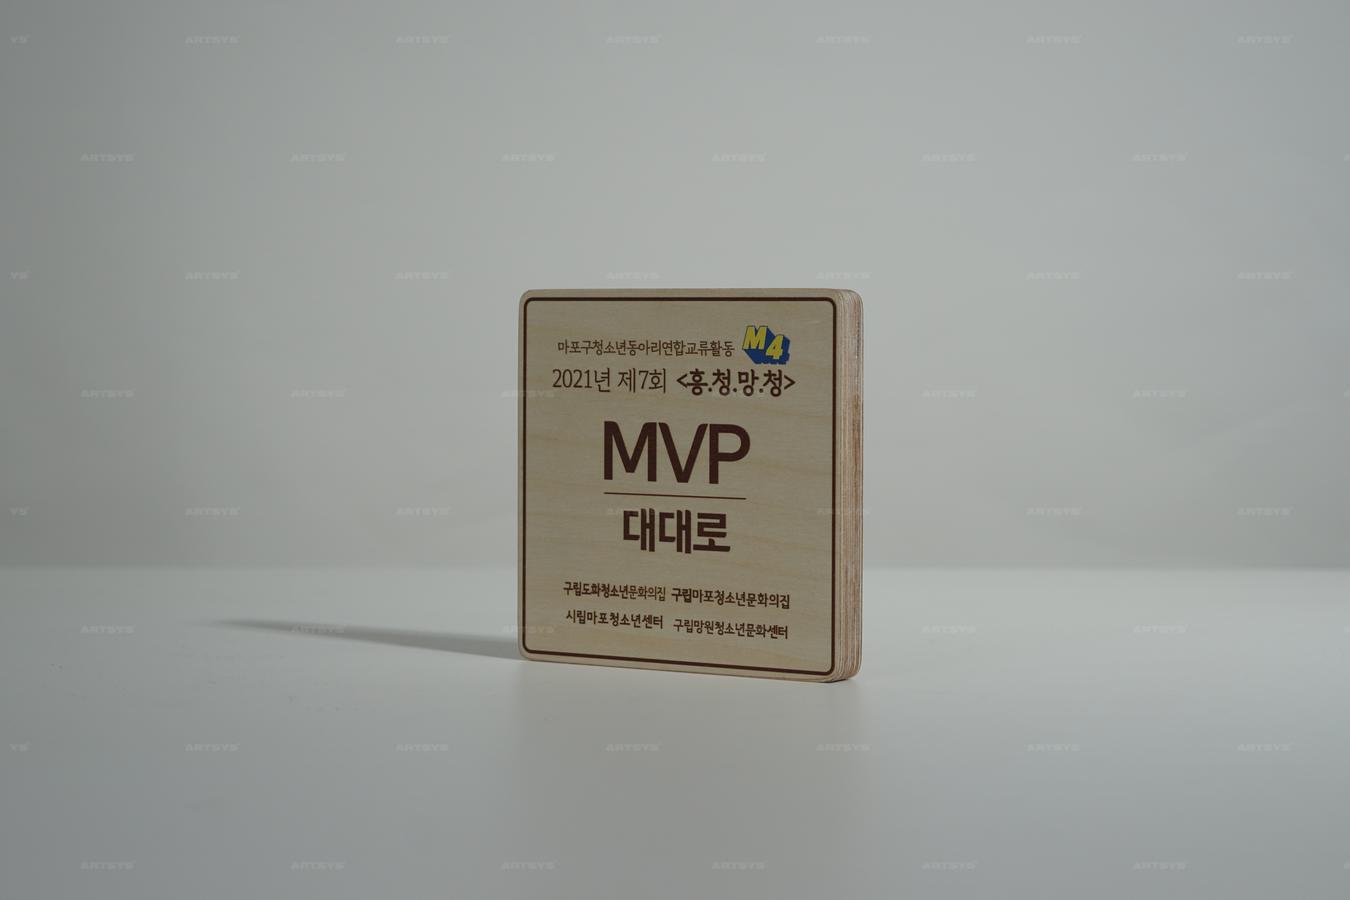 마포구청소년동아리연합교류활동 M4
2021년 제7회 <흥.청.망.청>
MVP
대대로
구립도화청소년문화의집 구립마포청소년문화의집
시립마포청소년센터 구립망원청소년문화센터
ARTSYS